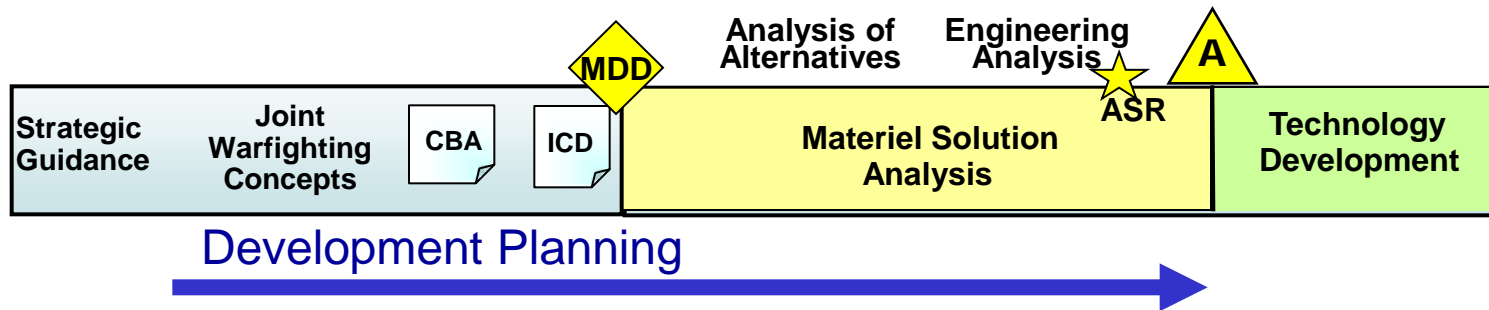 Analysis of
Alternatives
Engineering
Analysis
A
MDD
ASR
Strategic
Guidance
Joint
Warfighting
Concepts
CBA
ICD
Materiel Solution
Analysis
Technology
Development
Development Planning